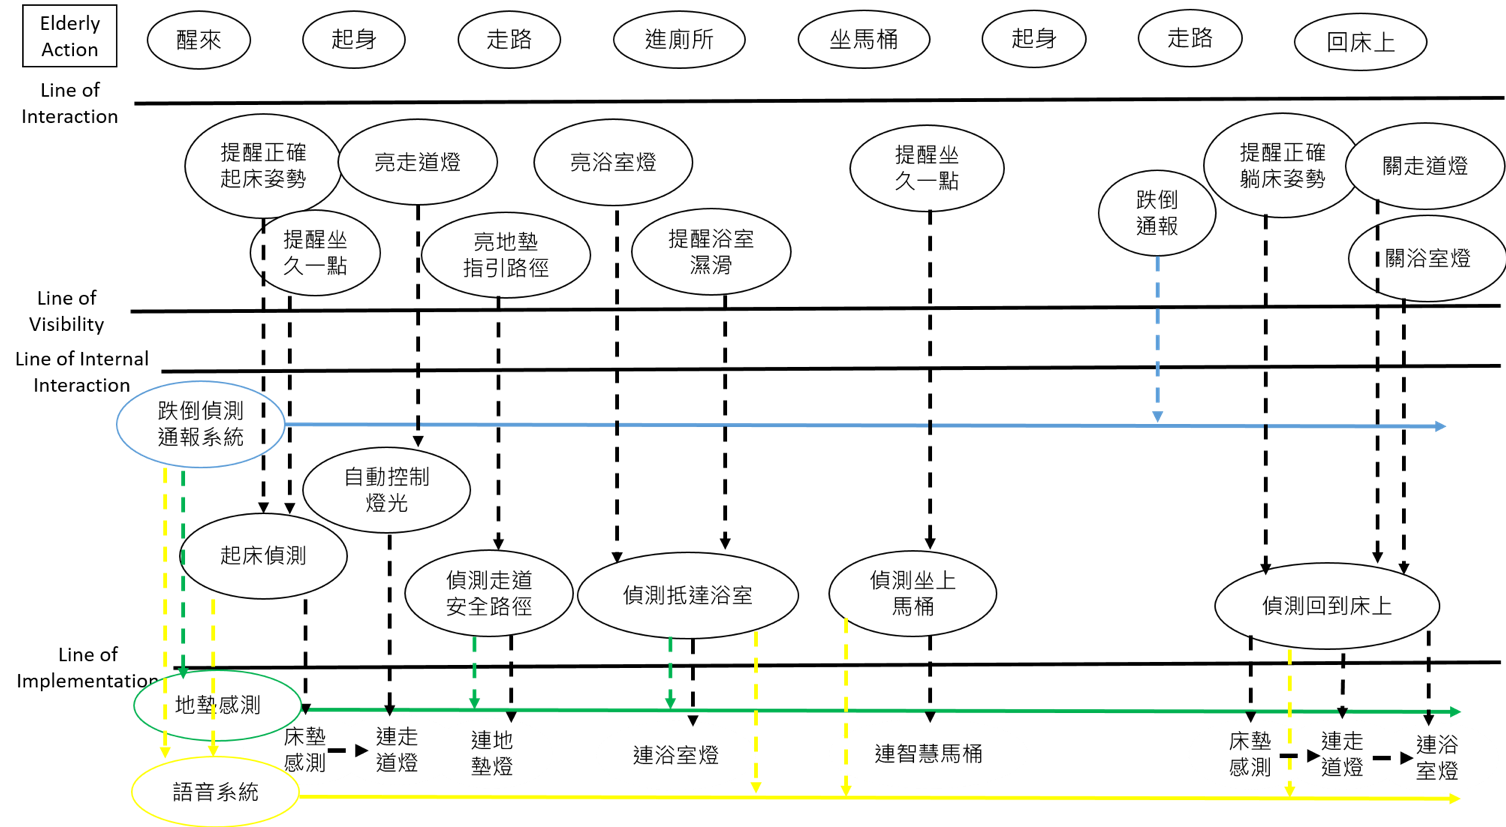 Elderly
Action
醒來
起身
走路
進廁所
坐馬桶
起身
走路
回床上
Line of
Interaction
提醒正確
起床姿勢
亮走道燈
亮浴室燈
提醒坐
久一點
跌倒
通報
提醒正確
躺床姿勢
關走道燈
提醒坐
久一點
亮地墊
指引路徑
提醒浴室
濕滑
關浴室燈
Line of
Visibility
Line of Internal
Interaction
跌倒偵測
通報系統
自動控制
燈光
起床偵測
偵測走道
安全路徑
偵測抵達浴室
偵測坐上
馬桶
偵測回到床上
Line of
Implementation
地墊感測
床墊
感測
連走
道燈
連地
墊燈
連浴室燈
連智慧馬桶
床墊
感測
連走
道燈
連浴
室燈
語音系統